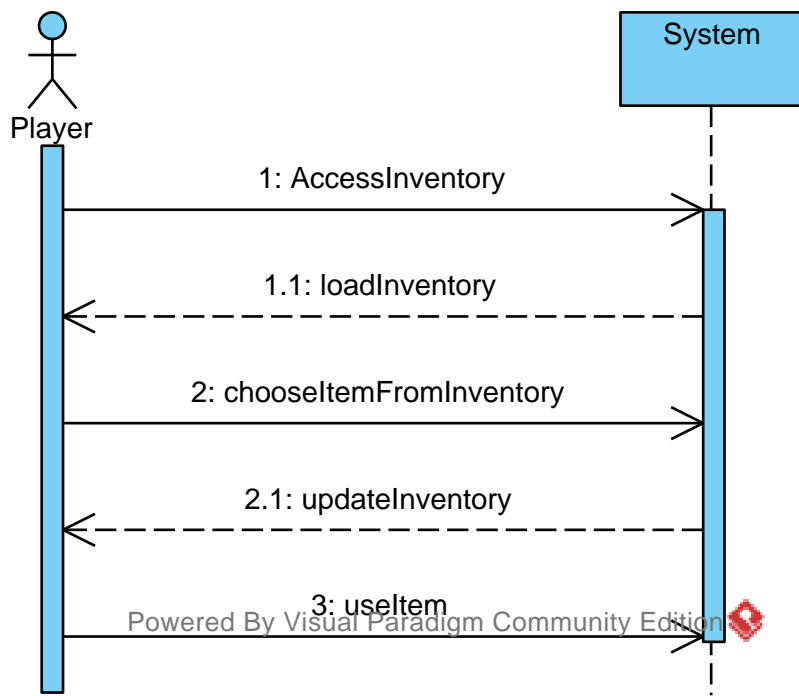 System
Player
1: AccessInventory
1.1: loadInventory
2: chooseItemFromInventory
2.1: updateInventory
3: useItem
Powered By Visual Paradigm Community Edition